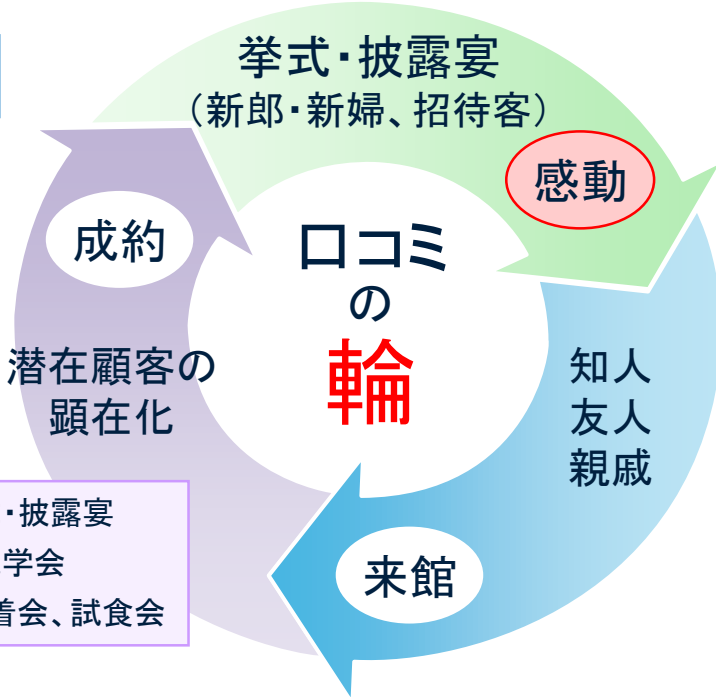 挙式・披露宴
（新郎・新婦、招待客）
感動
成約
口コミ
の
輪
潜在顧客の
顕在化
知人
友人
親戚
来館
・披露宴
学会
着会、試食会